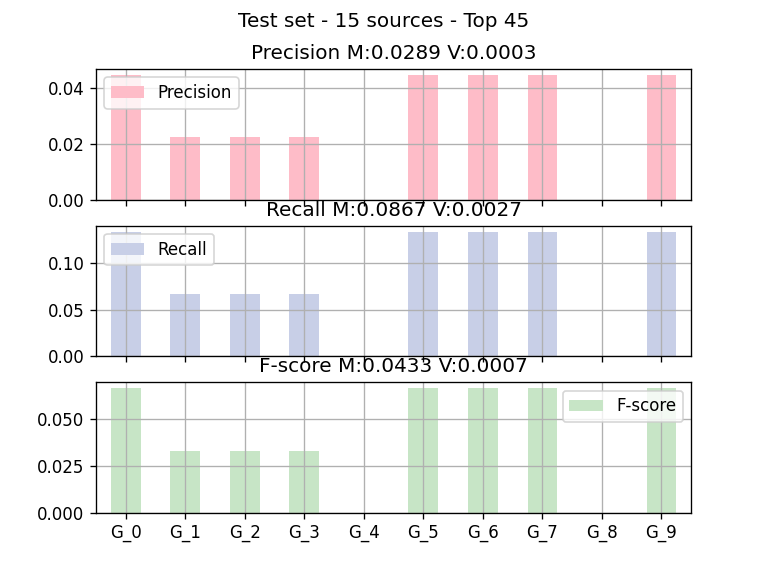 Test set - 15 sources - Top 45
Precision M:0.0289 V:0.0003
0.04
Precision
0.02
0.00
Recall M:0.0867 V:0.0027
Recall
0.10
0.05
0.00
F-score M:0.0433 V:0.0007
F-score
0.050
0.025
0.000
G_0 G_1 G_2 G_3 G_4 G_5 G_6 G_7 G_8 G_9